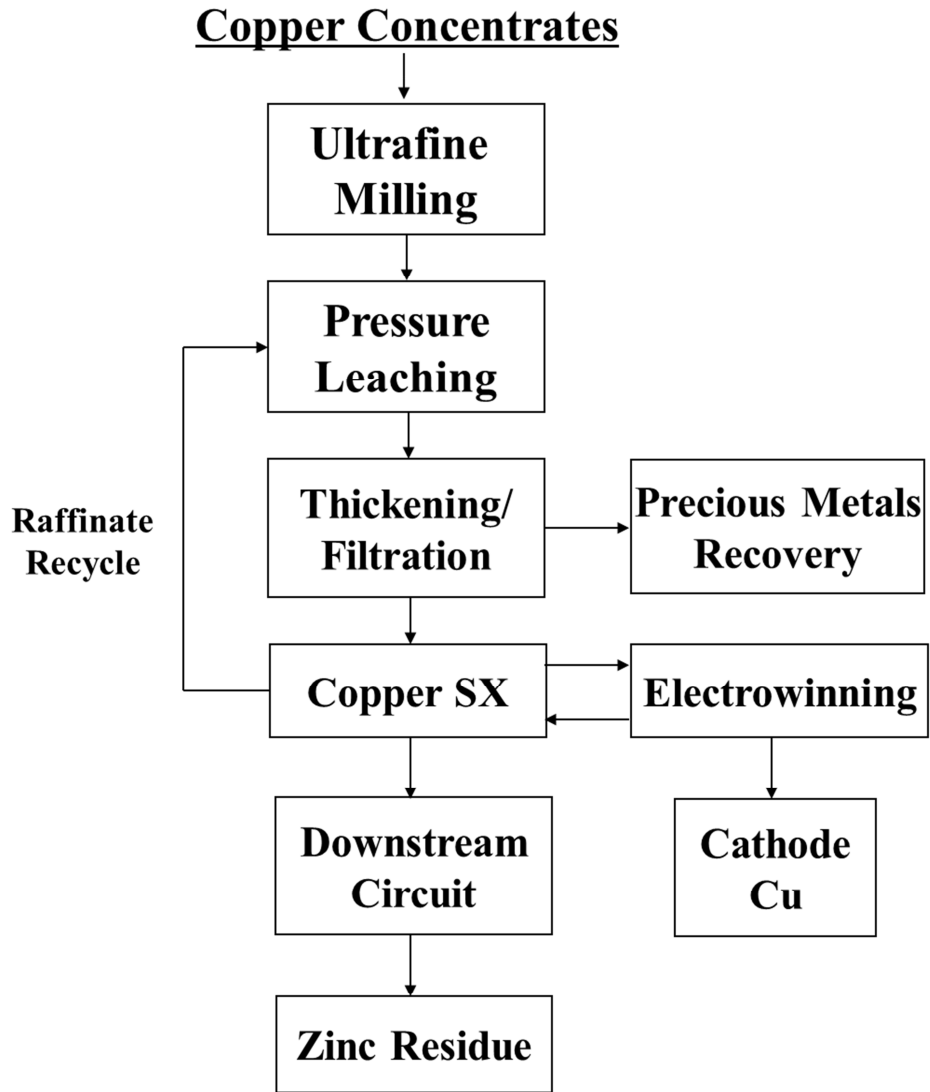 Copper Concentrates
Ultrafine
Milling
Pressure
Leaching
Thickening/
Filtration
Precious Metals
Recovery
Raffinate
Recycle
Copper SX
Electrowinning
Downstream
Circuit
Cathode
Cu
Zinc Residue